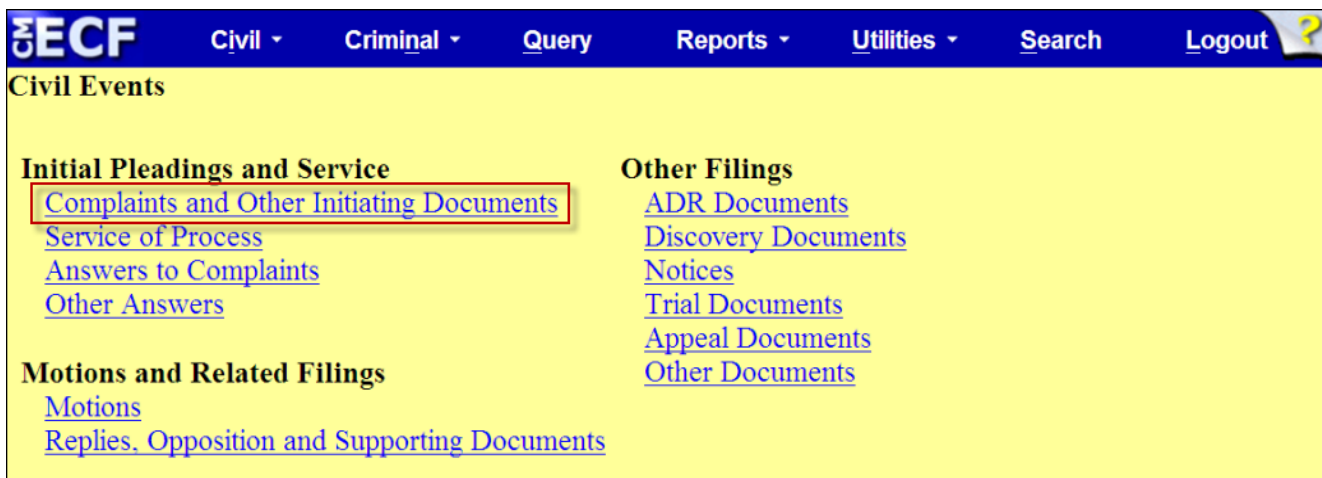 CM ECF Civil Criminal Query Reports Utilities Search Logout ?
Civil Events
Initial Pleadings and Service
Complaints and Other Initiating Documents
Service of Process
Answers to Complaints
Other Answers
Motions and Related Filings
Motions
Replies, Opposition and Supporting Documents
Other Filings
ADR Documents
Discovery Documents
Notices
Trial Documents
Appeal Documents
Other Documents